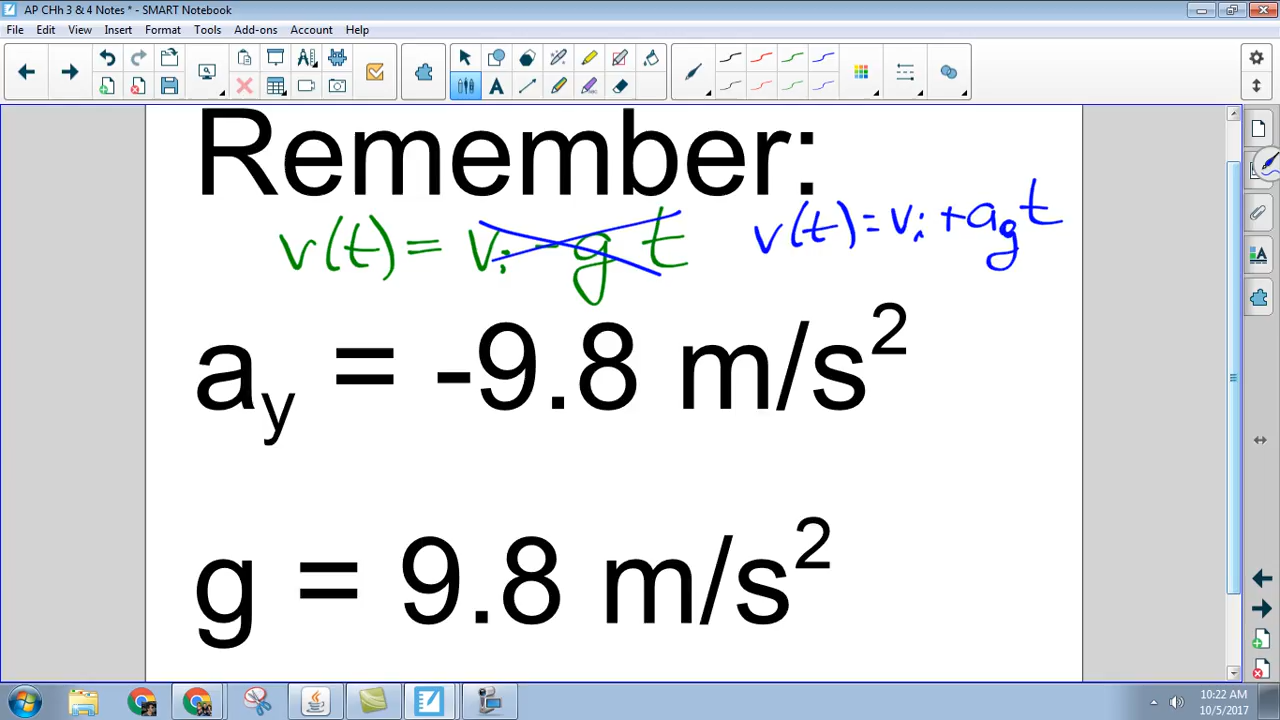 AP CHh 3 & 4 Notes * - SMART Notebook
File Edit View Insert Format Tools Add-ons Account Help
Remember:
v(t) = vi - g t
v(t) = vi + agt
ay = -9.8 m/s²
g = 9.8 m/s²
10:22 AM
10/5/2017